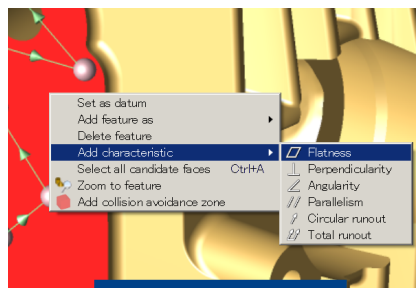 Set as datum
Add feature as
Delete feature
Add characteristic
Select all candidate faces Ctrl+A
Zoom to feature
Add collision avoidance zone
Flatness
Perpendicularity
Angularity
Parallelism
Circular runout
Total runout